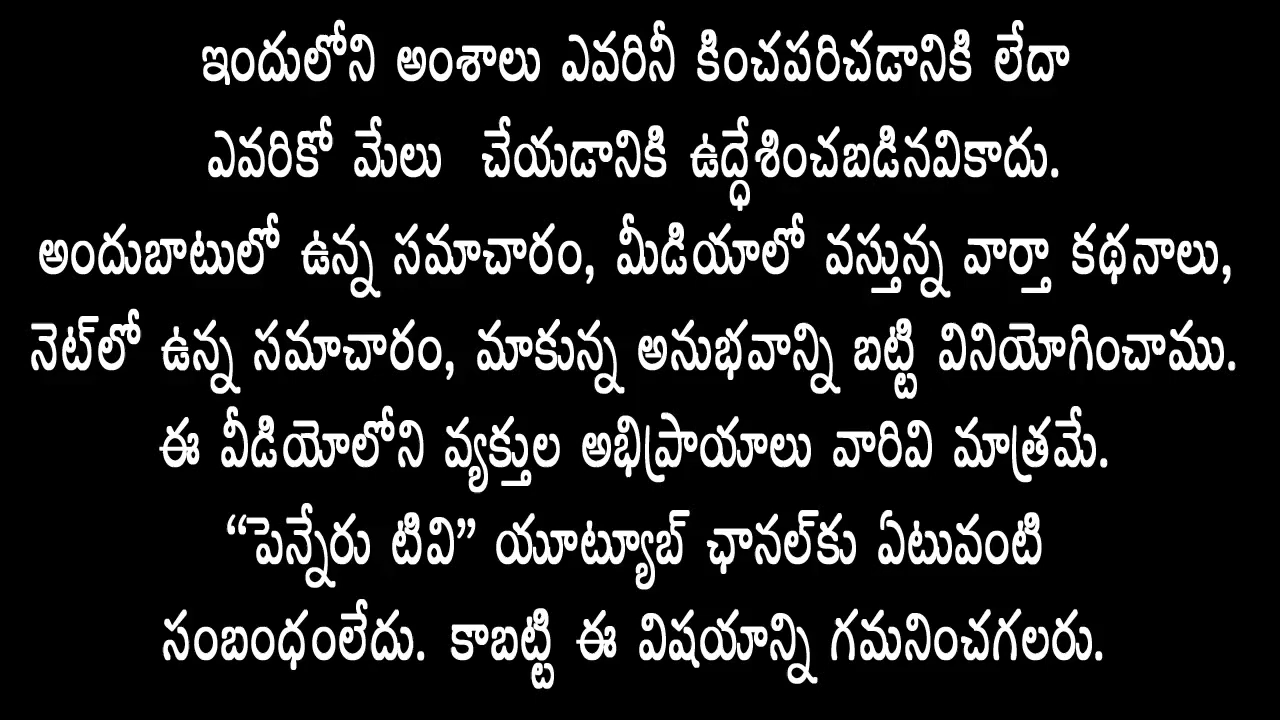 ఇందులోని అంశాలు ఎవరినీ కించపరిచడానికి లేదా
ఎవరికో మేలు చేయడానికి ఉద్ధేశించబడినవికాదు.
అందుబాటులో ఉన్న సమాచారం, మీడియాలో వస్తున్న వార్తా కథనాలు,
నెట్‌లో ఉన్న సమాచారం, మాకున్న అనుభవాన్ని బట్టి వినియోగించాము.
ఈ వీడియోలోని వ్యక్తుల అభిప్రాయాలు వారివి మాత్రమే.
“పెన్నేరు టివి” యూట్యూబ్ ఛానల్‌కు ఏటువంటి
సంబంధంలేదు. కాబట్టి ఈ విషయాన్ని గమనించగలరు.